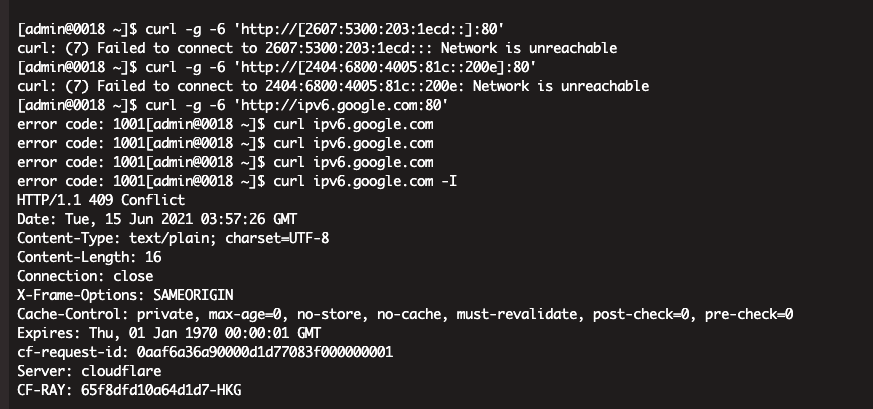 [admin@0018 ~]$ curl -g -6 'http://[2607:5300:203:1ecd::]:80'
curl: (7) Failed to connect to 2607:5300:203:1ecd::: Network is unreachable
[admin@0018 ~]$ curl -g -6 'http://[2404:6800:4005:81c::200e]:80'
curl: (7) Failed to connect to 2404:6800:4005:81c::200e: Network is unreachable
[admin@0018 ~]$ curl -g -6 'http://ipv6.google.com:80'
error code: 1001[admin@0018 ~]$ curl ipv6.google.com
error code: 1001[admin@0018 ~]$ curl ipv6.google.com
error code: 1001[admin@0018 ~]$ curl ipv6.google.com
error code: 1001[admin@0018 ~]$ curl ipv6.google.com -I
HTTP/1.1 409 Conflict
Date: Tue, 15 Jun 2021 03:57:26 GMT
Content-Type: text/plain; charset=UTF-8
Content-Length: 16
Connection: close
X-Frame-Options: SAMEORIGIN
Cache-Control: private, max-age=0, no-store, no-cache, must-revalidate, post-check=0, pre-check=0
Expires: Thu, 01 Jan 1970 00:00:01 GMT
cf-request-id: 0aaf6a36a90000d1d77083f000000001
Server: cloudflare
CF-RAY: 65f8dfd10a64d1d7-HKG